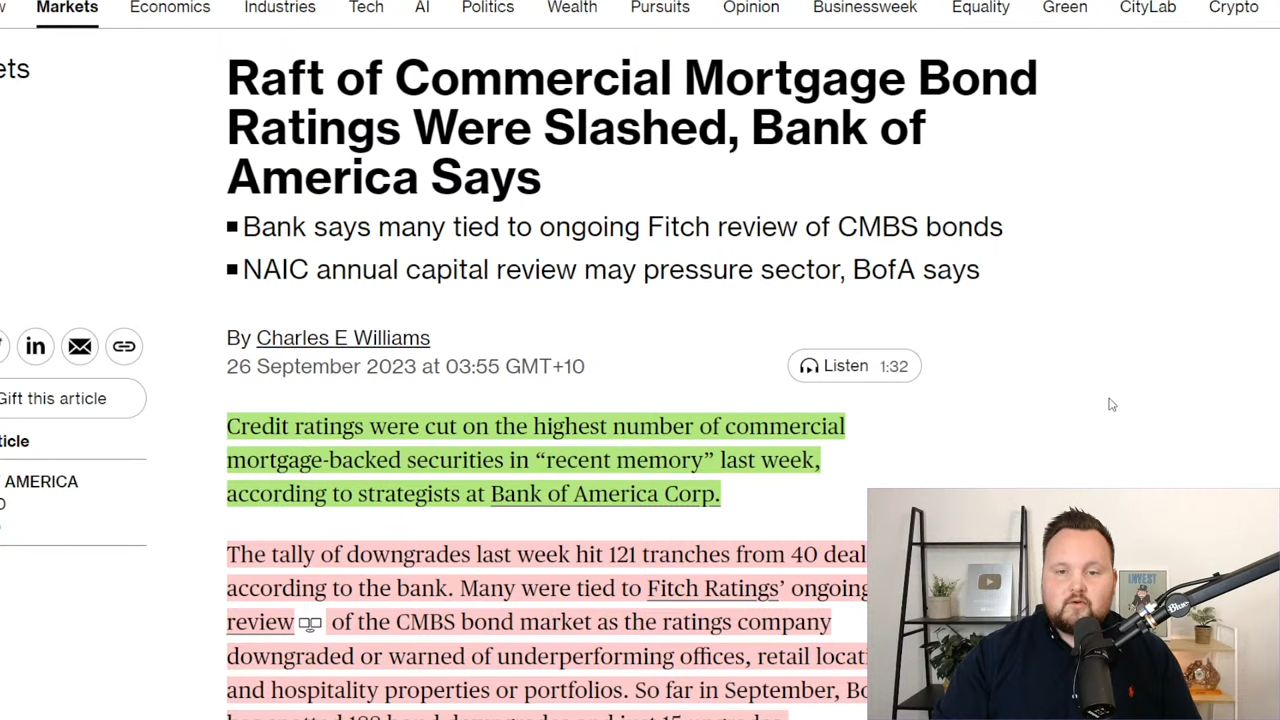 Markets Economics Industries Tech AI Politics Wealth Pursuits Opinion Businessweek Equality Green CityLab Crypto
ets
Raft of Commercial Mortgage Bond
Ratings Were Slashed, Bank of
America Says
Bank says many tied to ongoing Fitch review of CMBS bonds
NAIC annual capital review may pressure sector, BofA says
By Charles E Williams
26 September 2023 at 03:55 GMT+10
Listen 1:32
in
Gift this article
ticle
AMERICA
Credit ratings were cut on the highest number of commercial
mortgage-backed securities in “recent memory” last week,
according to strategists at Bank of America Corp.
The tally of downgrades last week hit 121 tranches from 40 deal
according to the bank. Many were tied to Fitch Ratings’ ongoing
review of the CMBS bond market as the ratings company
downgraded or warned of underperforming offices, retail locati
and hospitality properties or portfolios. So far in September, Bo
INVEST
Blue